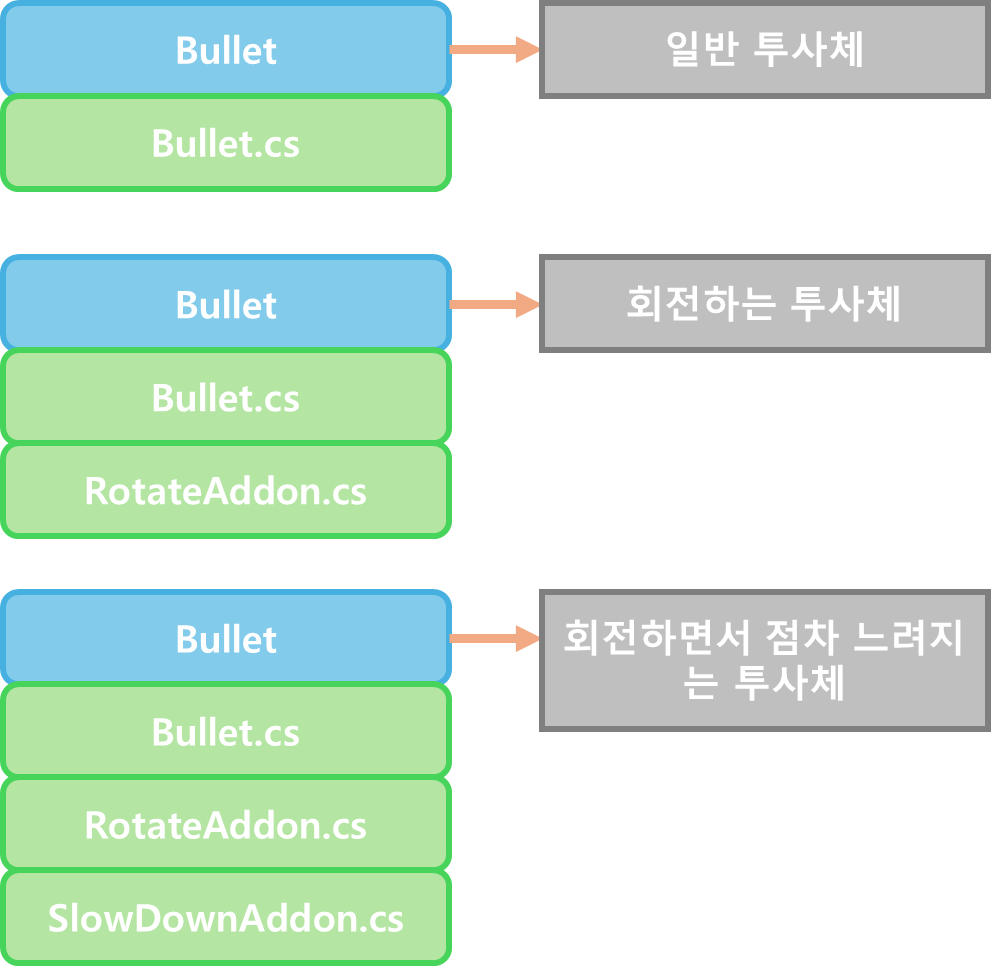 Bullet
일반 투사체
Bullet.cs
Bullet
회전하는 투사체
Bullet.cs
RotateAddon.cs
Bullet
회전하면서 점차 느려지
는 투사체
Bullet.cs
RotateAddon.cs
SlowDownAddon.cs